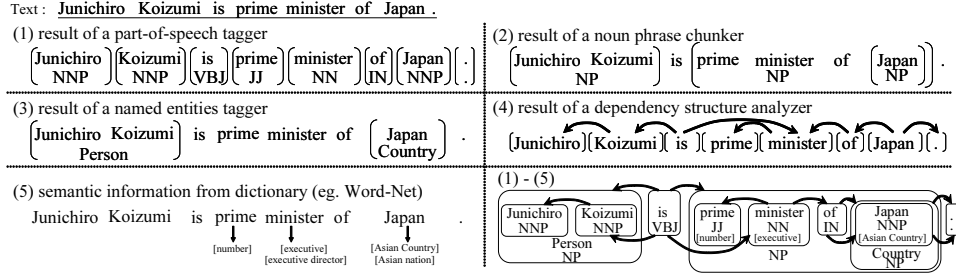 Text : Junichiro Koizumi is prime minister of Japan .
(1) result of a part-of-speech tagger
Junichiro Koizumi is prime minister of Japan .
NNP NNP VBJ JJ NN IN NNP .
(2) result of a noun phrase chunker
Junichiro Koizumi is prime minister of Japan .
NP NP NP
(3) result of a named entities tagger
Junichiro Koizumi is prime minister of Japan .
Person Country
(4) result of a dependency structure analyzer
Junichiro Koizumi is prime minister of Japan .
(5) semantic information from dictionary (eg. Word-Net)
Junichiro Koizumi is prime minister of Japan .
[number] [executive] [Asian Country]
[executive director] [Asian nation]
(1) - (5)
Junichiro Koizumi is prime minister of Japan .
NNP NNP VBJ JJ NN IN NNP .
[number] [executive] [Asian Country]
Person Country
NP NP NP